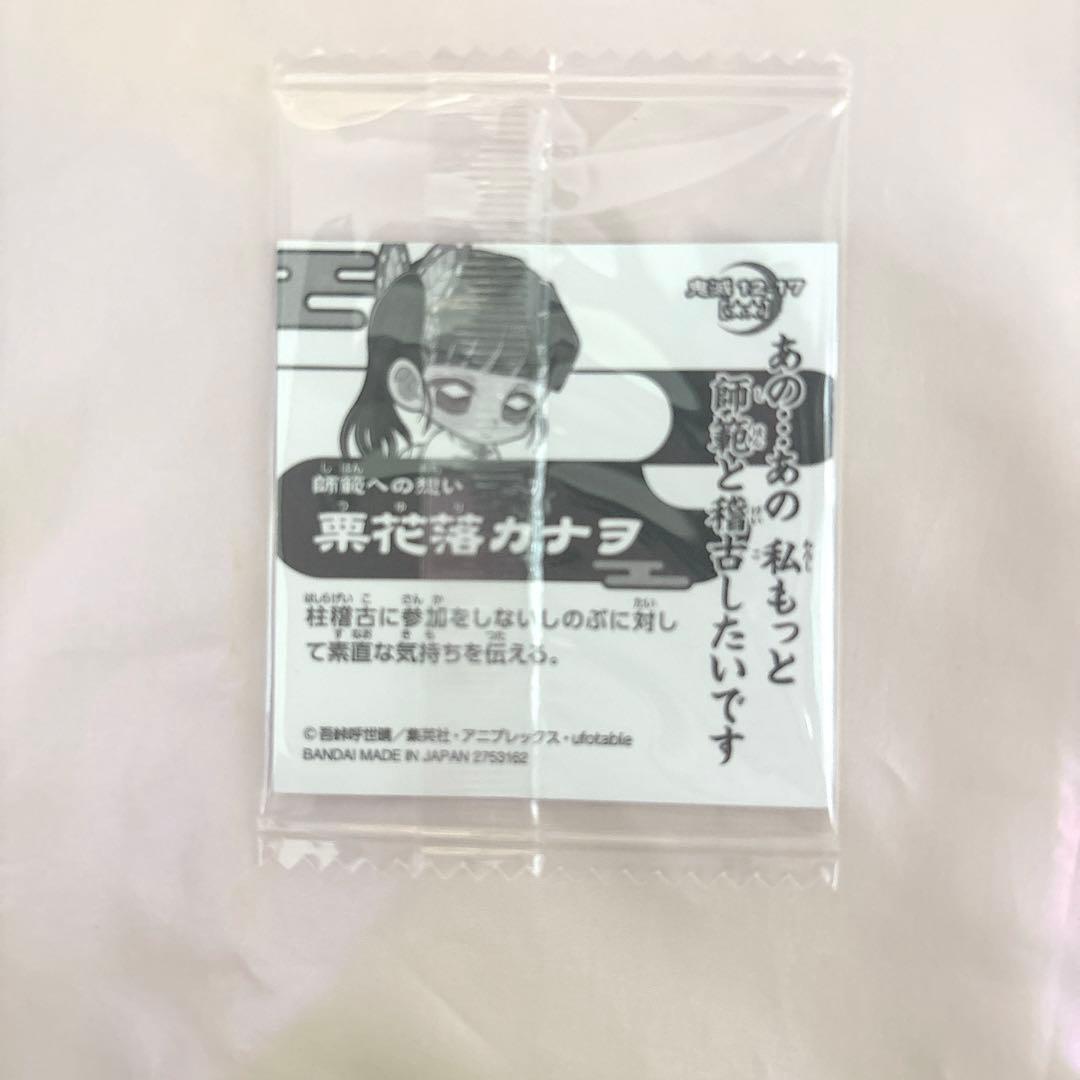 鬼滅 12-17
あの…あの 私もっと
師範と稽古したいです
師範への想い
栗花落カナヲ
柱稽古に参加をしないしのぶに対し
て素直な気持ちを伝える。
©吾峠呼世晴／集英社・アニプレックス・ufotable
BANDAI MADE IN JAPAN 2753162